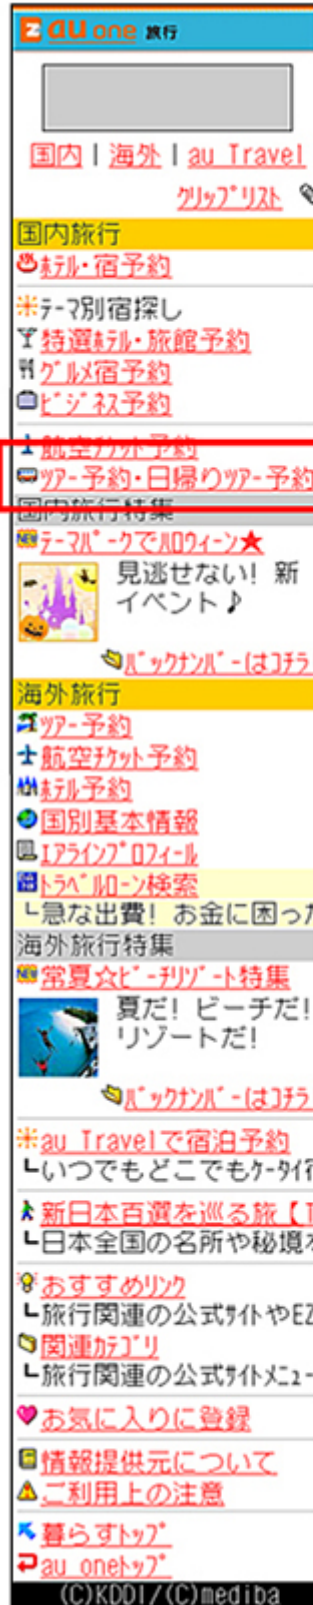 au one 旅行
国内 | 海外 | au Travel
ｸﾘｯﾌﾟﾘｽﾄ
国内旅行
ﾎﾃﾙ・宿予約
ﾃｰﾏ別宿探し
特選ﾎﾃﾙ・旅館予約
ｸﾞﾙﾒ宿予約
ﾋﾞｼﾞﾈｽ予約
航空ﾁｹｯﾄ予約
ﾂｱｰ予約・日帰りﾂｱｰ予約
国内旅行特集
NEW ﾃｰﾏﾊﾟｰｸでﾊﾛｳｨｰﾝ★
見逃せない! 新
イベント♪
ﾊﾞｯｸﾅﾝﾊﾞｰはｺﾁﾗ
海外旅行
ﾂｱｰ予約
航空ﾁｹｯﾄ予約
ﾎﾃﾙ予約
国別基本情報
ｴｱﾗｲﾝﾌﾟﾛﾌｨｰﾙ
ﾄﾗﾍﾞﾙﾛｰﾝ検索
┗急な出費! お金に困った
海外旅行特集
NEW 常夏☆ﾋﾞｰﾁﾘｿﾞｰﾄ特集
夏だ! ビーチだ!
リゾートだ!
ﾊﾞｯｸﾅﾝﾊﾞｰはｺﾁﾗ
au Travelで宿泊予約
┗いつでもどこでもｹｰﾀｲ
新日本百選を巡る旅【
┗日本全国の名所や秘境
おすすめﾘﾝｸ
┗旅行関連の公式ｻｲﾄやEZ
関連ｶﾃｺﾞﾘ
┗旅行関連の公式ｻｲﾄﾒﾆｭｰ
お気に入りに登録
情報提供元について
ご利用上の注意
暮らすﾄｯﾌﾟ
au oneﾄｯﾌﾟ
(C)KDDI/(C)mediba